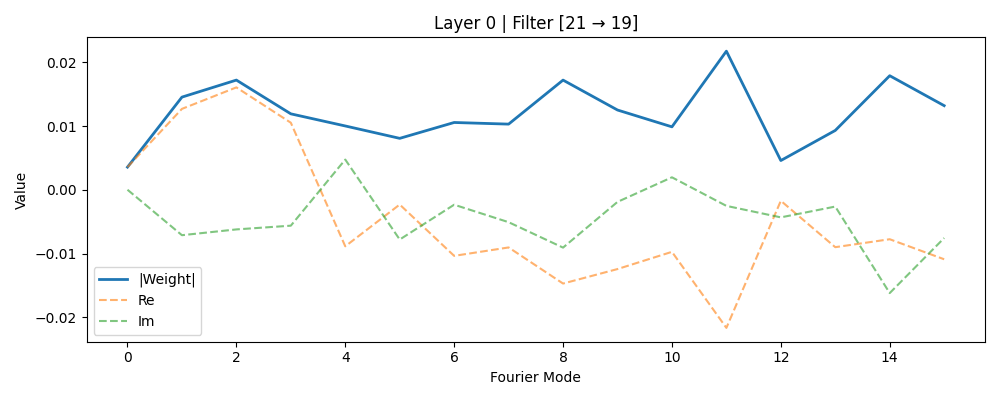 Layer 0 | Filter [21 → 19]
Value
0.02
0.01
0.00
−0.01
−0.02
|Weight|
Re
Im
0 2 4 6 8 10 12 14
Fourier Mode